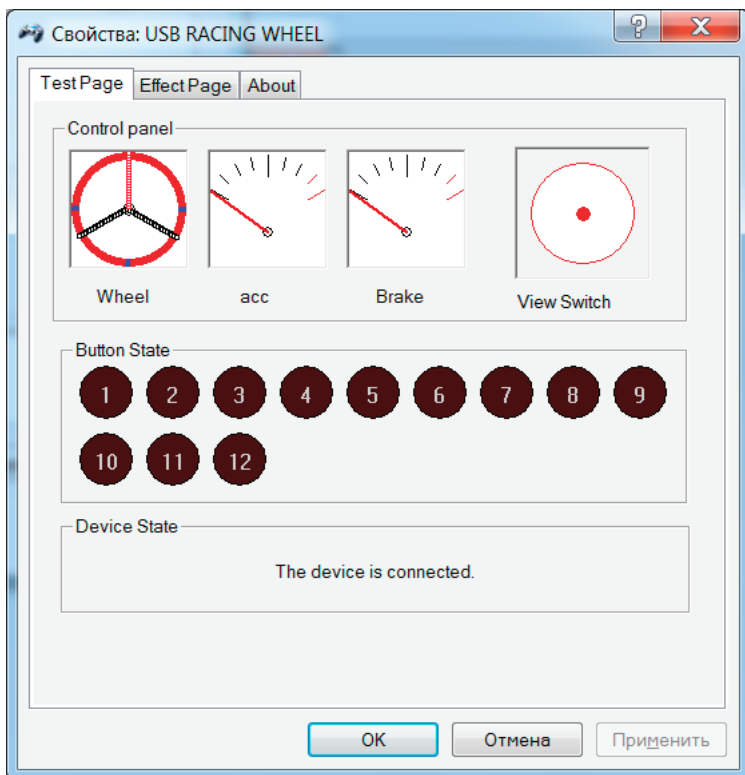 Свойства: USB RACING WHEEL
Test Page Effect Page About
Control panel
Wheel acc Brake View Switch
Button State
1 2 3 4 5 6 7 8 9
10 11 12
Device State
The device is connected.
OK Отмена Применить